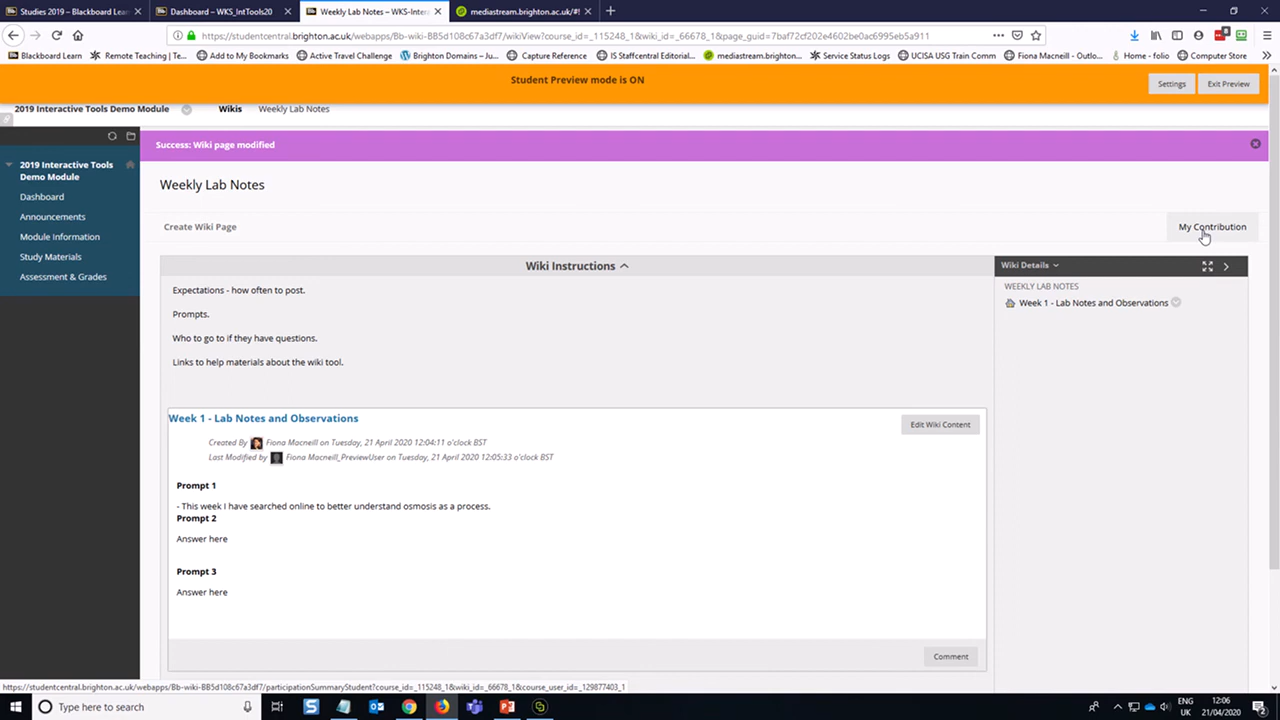 Studies 2019 – Blackboard Lear
Dashboard – WKS_IntTools20
Weekly Lab Notes – WKS-Inter
mediastream.brighton.ac.uk/#!
https://studentcentral.brighton.ac.uk/webapps/Bb-wiki-BB5d108c67a3df7/wikiView?course_id=_115248_1&wiki_id=_66678_1&page_guid=7baf72cf202e4602be0ac6995eb5a911
Blackboard Learn
Remote Teaching | Te...
Add to My Bookmarks
Active Travel Challenge
Brighton Domains – Ju...
Capture Reference
IS Staffcentral Editorial...
mediastream.brighton...
Service Status Logs
UCISA USG Train Comm
Fiona Macneill - Outlo...
Home - folio
Computer Store
Student Preview mode is ON
Settings
Exit Preview
2019 Interactive Tools Demo Module
Wikis
Weekly Lab Notes
2019 Interactive Tools
Demo Module
Dashboard
Announcements
Module Information
Study Materials
Assessment & Grades
Success: Wiki page modified
Weekly Lab Notes
Create Wiki Page
My Contribution
Wiki Instructions
Expectations - how often to post.
Prompts.
Who to go to if they have questions.
Links to help materials about the wiki tool.
Wiki Details
WEEKLY LAB NOTES
Week 1 - Lab Notes and Observations
Week 1 - Lab Notes and Observations
Edit Wiki Content
Created By Fiona Macneill on Tuesday, 21 April 2020 12:04:11 o'clock BST
Last Modified by Fiona Macneill_PreviewUser on Tuesday, 21 April 2020 12:05:33 o'clock BST
Prompt 1
- This week I have searched online to better understand osmosis as a process.
Prompt 2
Answer here
Prompt 3
Answer here
Comment
https://studentcentral.brighton.ac.uk/webapps/Bb-wiki-BB5d108c67a3df7/participationSummaryStudent?course_id=_115248_1&wiki_id=_66678_1&course_user_id=_129877403_1
Type here to search
ENG
UK
12:06
21/04/2020
2